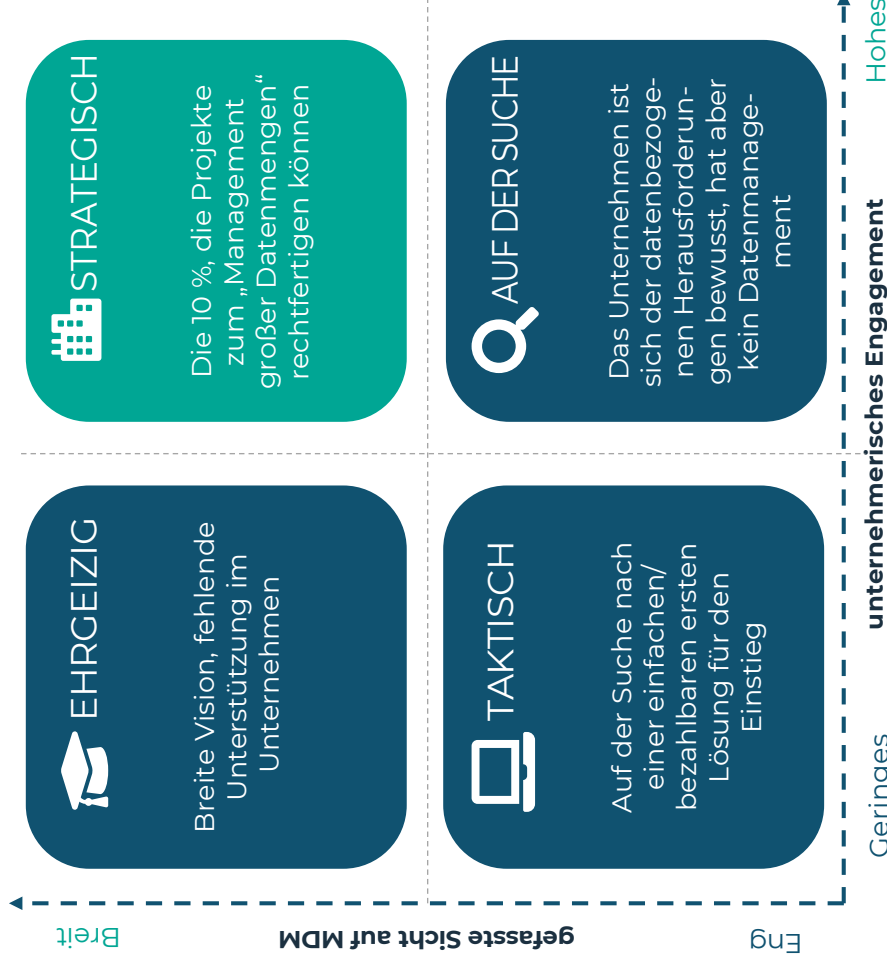 Breit
gefasste Sicht auf MDM
Eng
EHRGEIZIG
Breite Vision, fehlende
Unterstützung im
Unternehmen
STRATEGISCH
Die 10 %, die Projekte
zum „Management
großer Datenmengen“
rechtfertigen können
TAKTISCH
Auf der Suche nach
einer einfachen/
bezahlbaren ersten
Lösung für den
Einstieg
AUF DER SUCHE
Das Unternehmen ist
sich der datenbezoge-
nen Herausforderun-
gen bewusst, hat aber
kein Datenmanage-
ment
Geringes
unternehmerisches Engagement
Hohes